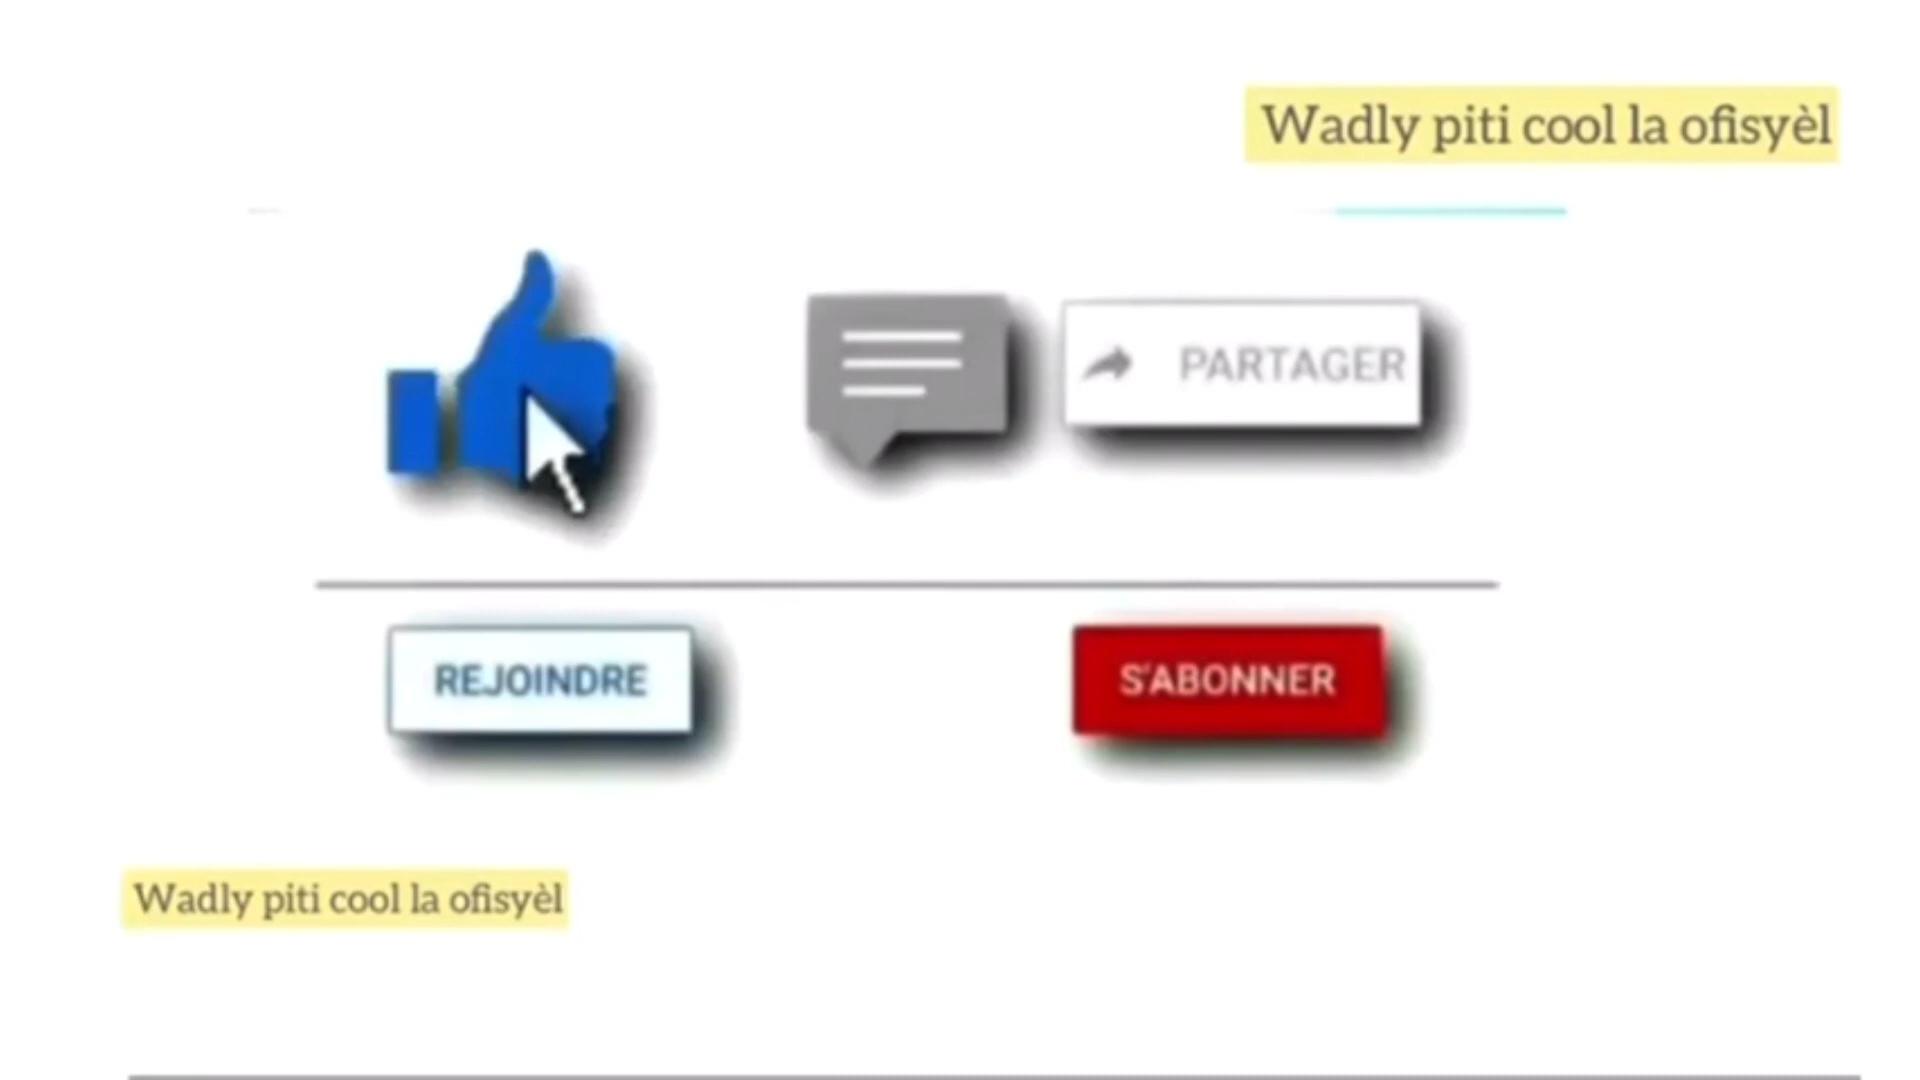 Wadly piti cool la ofisyèl
PARTAGER
REJOINDRE
S'ABONNER
Wadly piti cool la ofisyèl